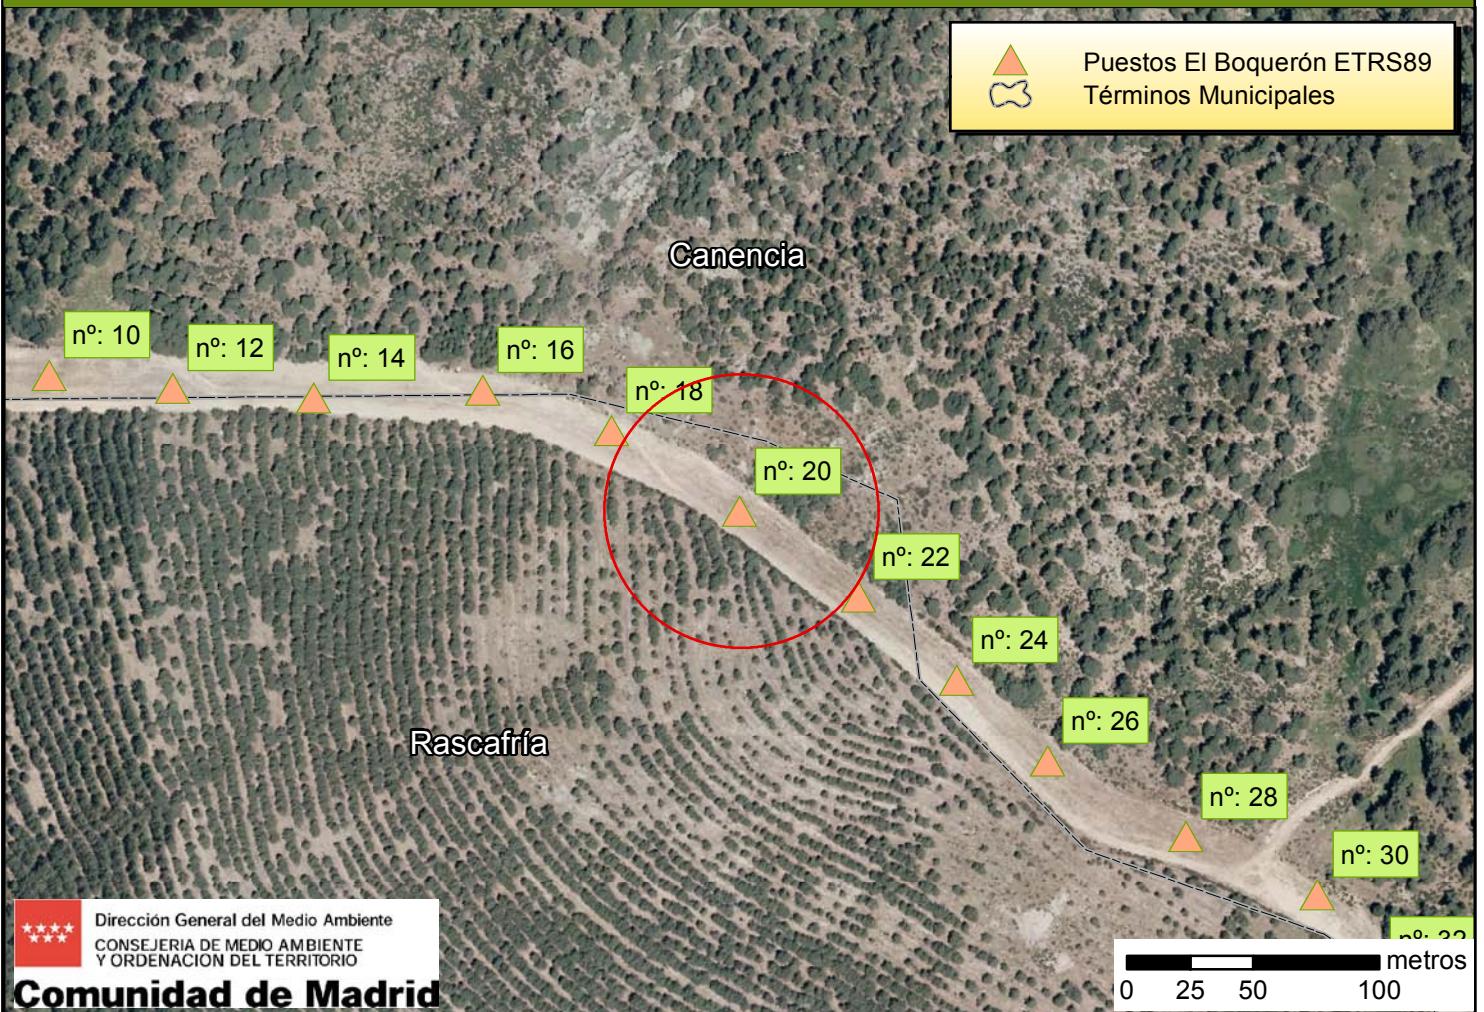 Puestos El Boquerón ETRS89
Términos Municipales
Canencia
nº: 10
nº: 12
nº: 14
nº: 16
nº: 18
nº: 20
nº: 22
nº: 24
nº: 26
nº: 28
nº: 30
nº: 32
Rascafría
Dirección General del Medio Ambiente
CONSEJERIA DE MEDIO AMBIENTE
Y ORDENACION DEL TERRITORIO
Comunidad de Madrid
metros
0 25 50 100